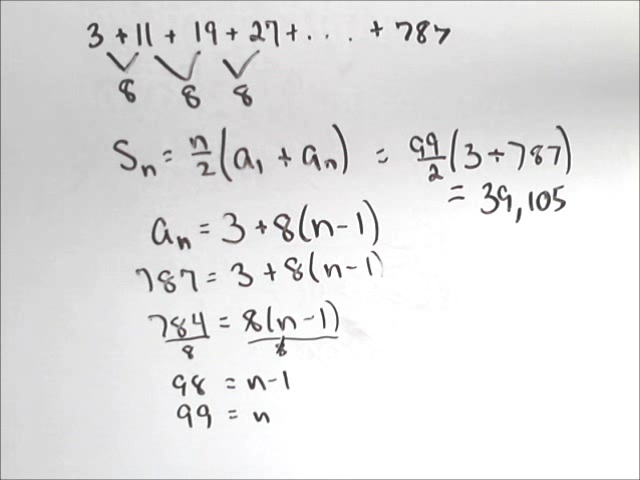 3 + 11 + 19 + 27 + . . . . + 787
8 8 8
Sₙ = n/2 (a₁ + aₙ) = 99/2 (3 + 787)
= 39,105
aₙ = 3 + 8(n - 1)
787 = 3 + 8(n - 1)
784/8 = 8(n - 1)/8
98 = n - 1
99 = n